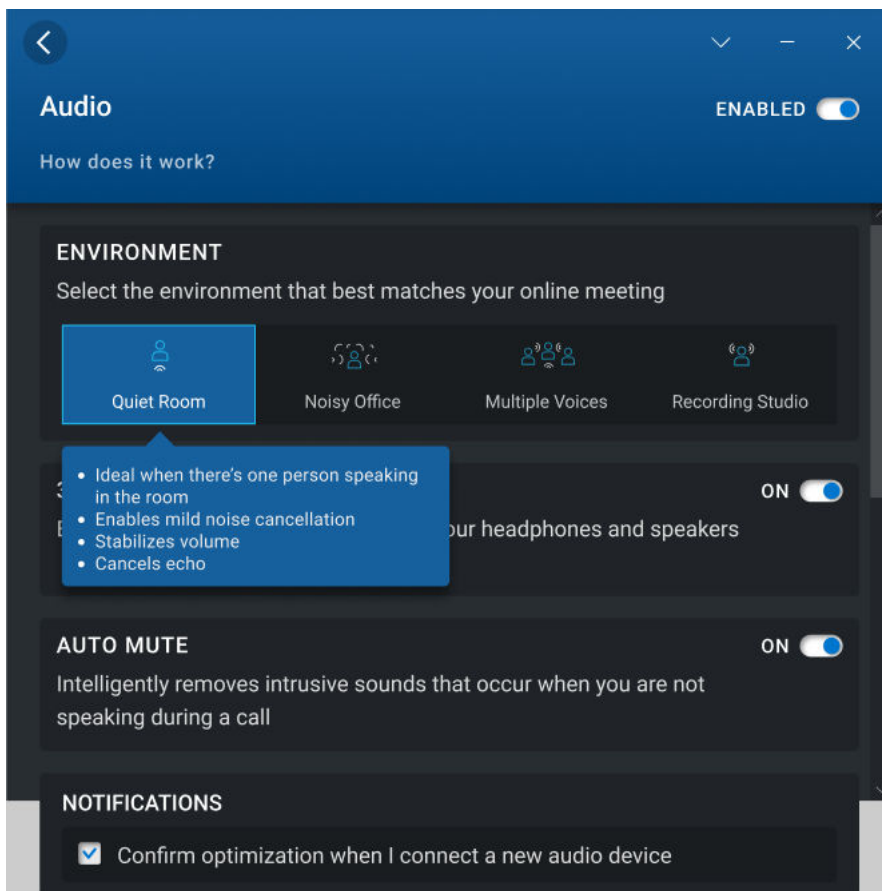 Audio
ENABLED
How does it work?
ENVIRONMENT
Select the environment that best matches your online meeting
Quiet Room
Noisy Office
Multiple Voices
Recording Studio
• Ideal when there's one person speaking
in the room
• Enables mild noise cancellation
• Stabilizes volume
• Cancels echo
ON
our headphones and speakers
AUTO MUTE
ON
Intelligently removes intrusive sounds that occur when you are not
speaking during a call
NOTIFICATIONS
Confirm optimization when I connect a new audio device